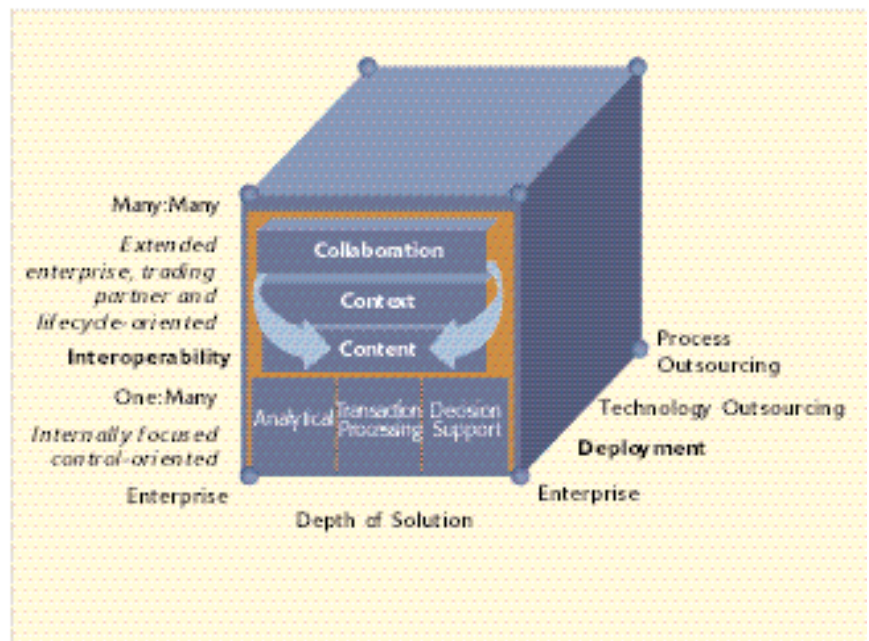 Many:Many
Extended
enterprise, trading
partner and
lifecycle-oriented
Interoperability
One:Many
Internally focused
control-oriented
Enterprise
Collaboration
Context
Content
Analytical
Transaction
Processing
Decision
Support
Depth of Solution
Process
Outsourcing
Technology Outsourcing
Deployment
Enterprise